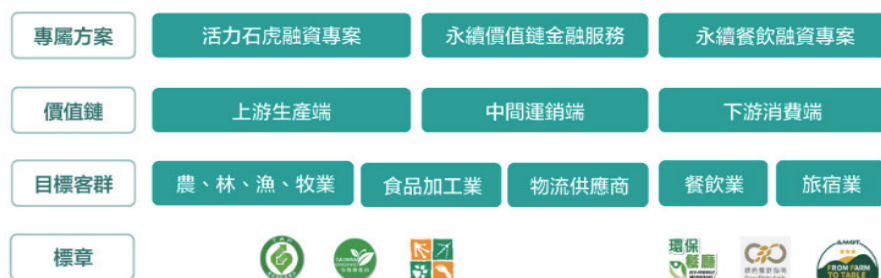 專屬方案 活力石虎融資專案 永續價值鏈金融服務 永續餐飲融資專案
價值鏈 上游生產端 中間運銷端 下游消費端
目標客群 農、林、漁、牧業 食品加工業 物流供應商 餐飲業 旅宿業
標章
環保
餐廳
FROM FARM
TO TABLE